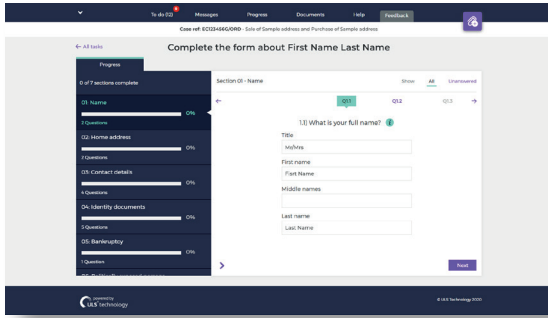 To do (12) Messages Progress Documents Help Feedback
Case ref: EC123456G/ORD - Sale of Sample address and Purchase of Sample address
← All tasks
Complete the form about First Name Last Name
Progress
0 of 7 sections complete
Section 01 - Name
Show All Unanswered
01: Name
0%
2 Questions
← Q1.1 Q1.2 Q1.3 →
02: Home address
0%
2 Questions
1.1) What is your full name? i
03: Contact details
0%
4 Questions
Title
Mr/Mrs
First name
First Name
04: Identity documents
0%
5 Questions
Middle names
Last name
Last Name
05: Bankruptcy
0%
1 Question
Next
powered by
ULS technology
© ULS Technology 2020